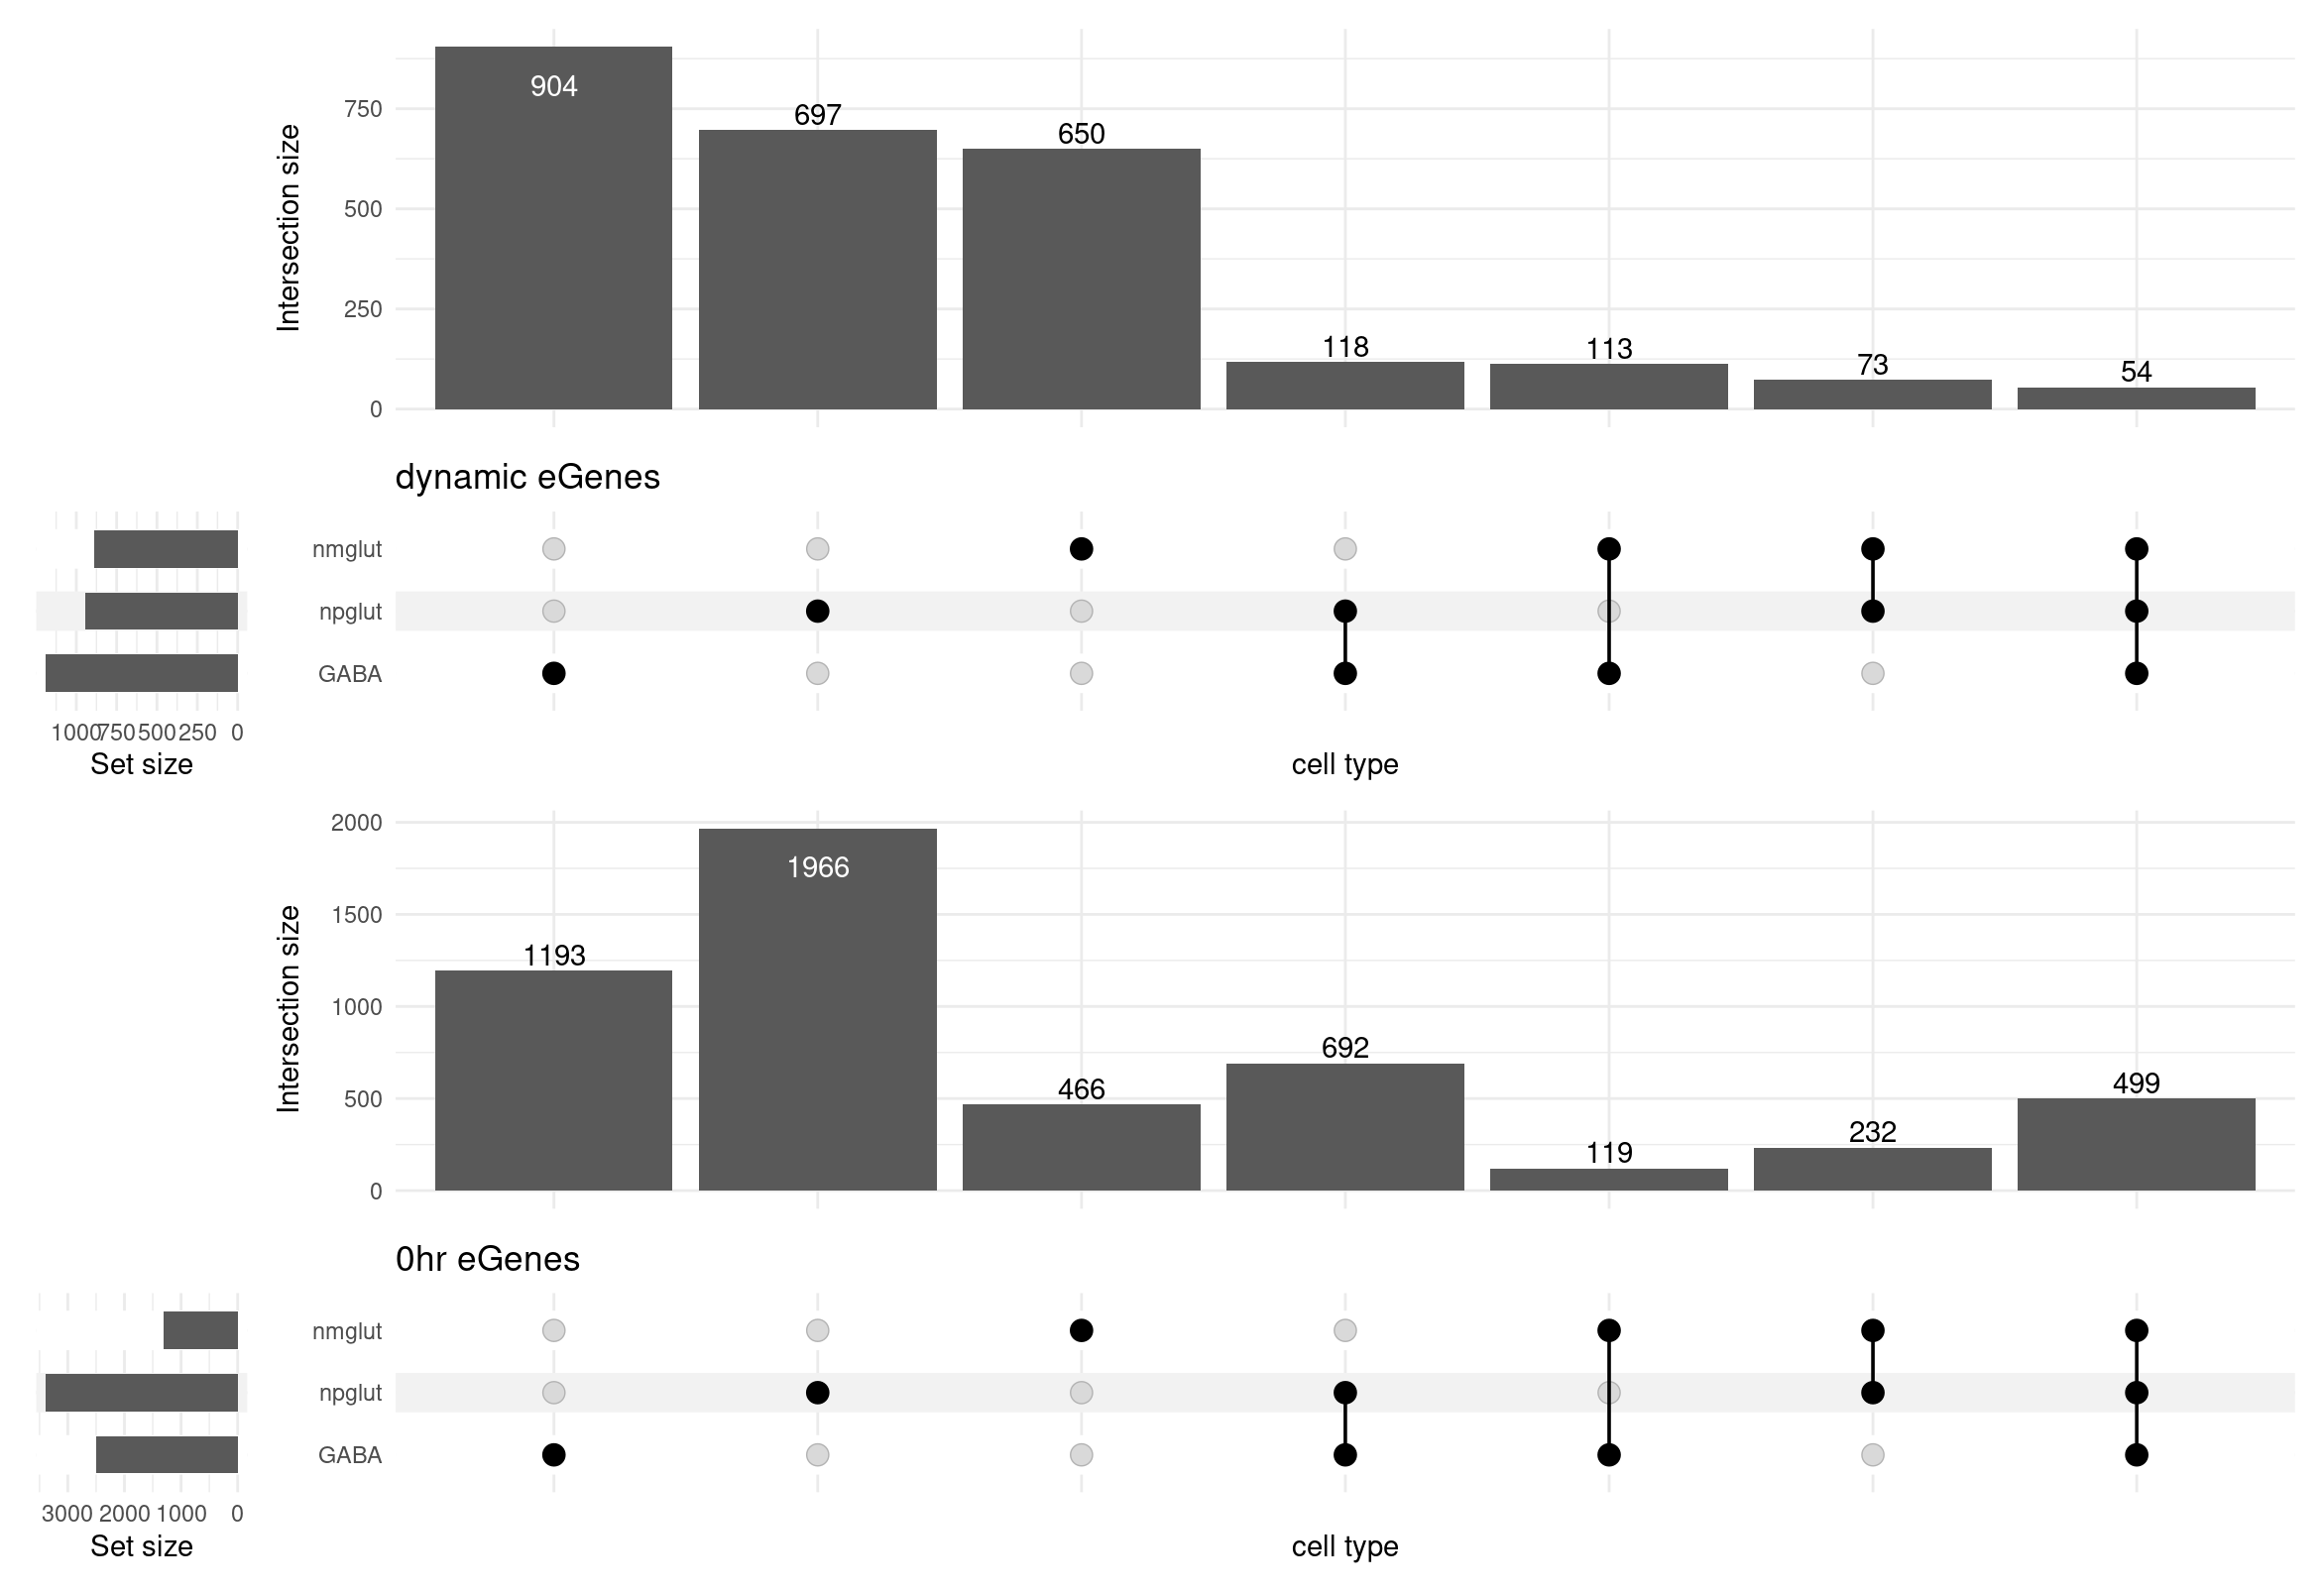 904
697
650
118
113
73
54
750
500
250
0
Intersection size
dynamic eGenes
nmglut
npglut
GABA
1000 750 500 250 0
Set size
cell type
2000
1500
1000
500
0
Intersection size
1193
1966
466
692
119
232
499
0hr eGenes
nmglut
npglut
GABA
3000 2000 1000 0
Set size
cell type